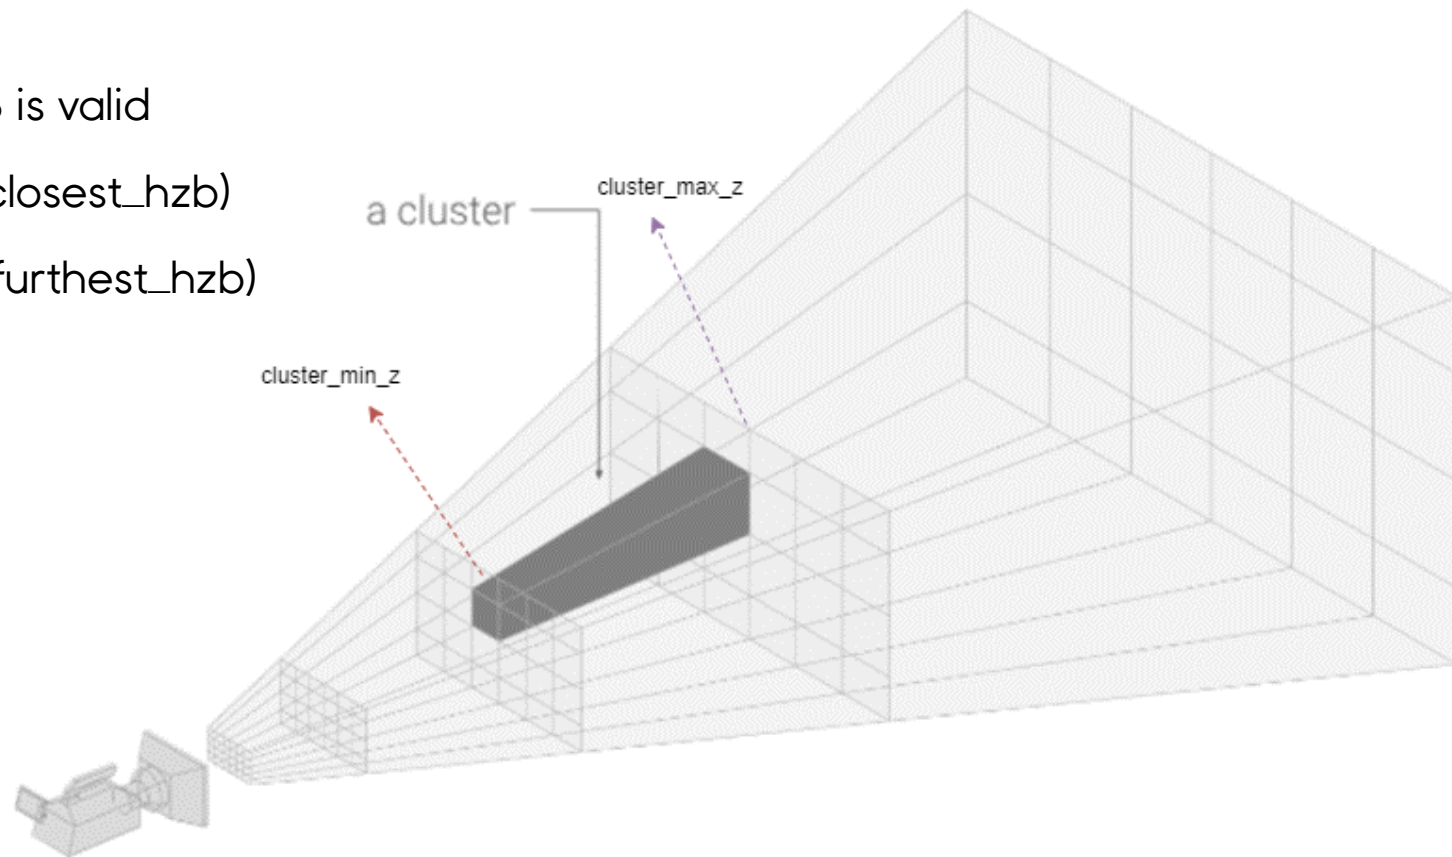 is valid
closest_hzb)
furthest_hzb)
a cluster
cluster_max_z
cluster_min_z